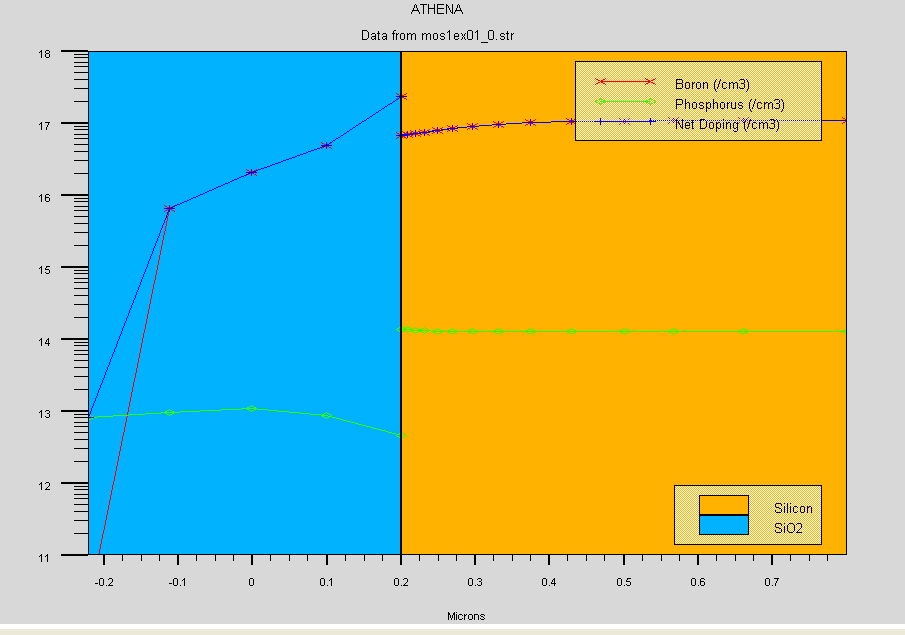 ATHENA
Data from mos1ex01_0.str
18
17
16
15
14
13
12
11
Boron (/cm3)
Phosphorus (/cm3)
Net Doping (/cm3)
Silicon
SiO2
-0.2 -0.1 0 0.1 0.2 0.3 0.4 0.5 0.6 0.7
Microns